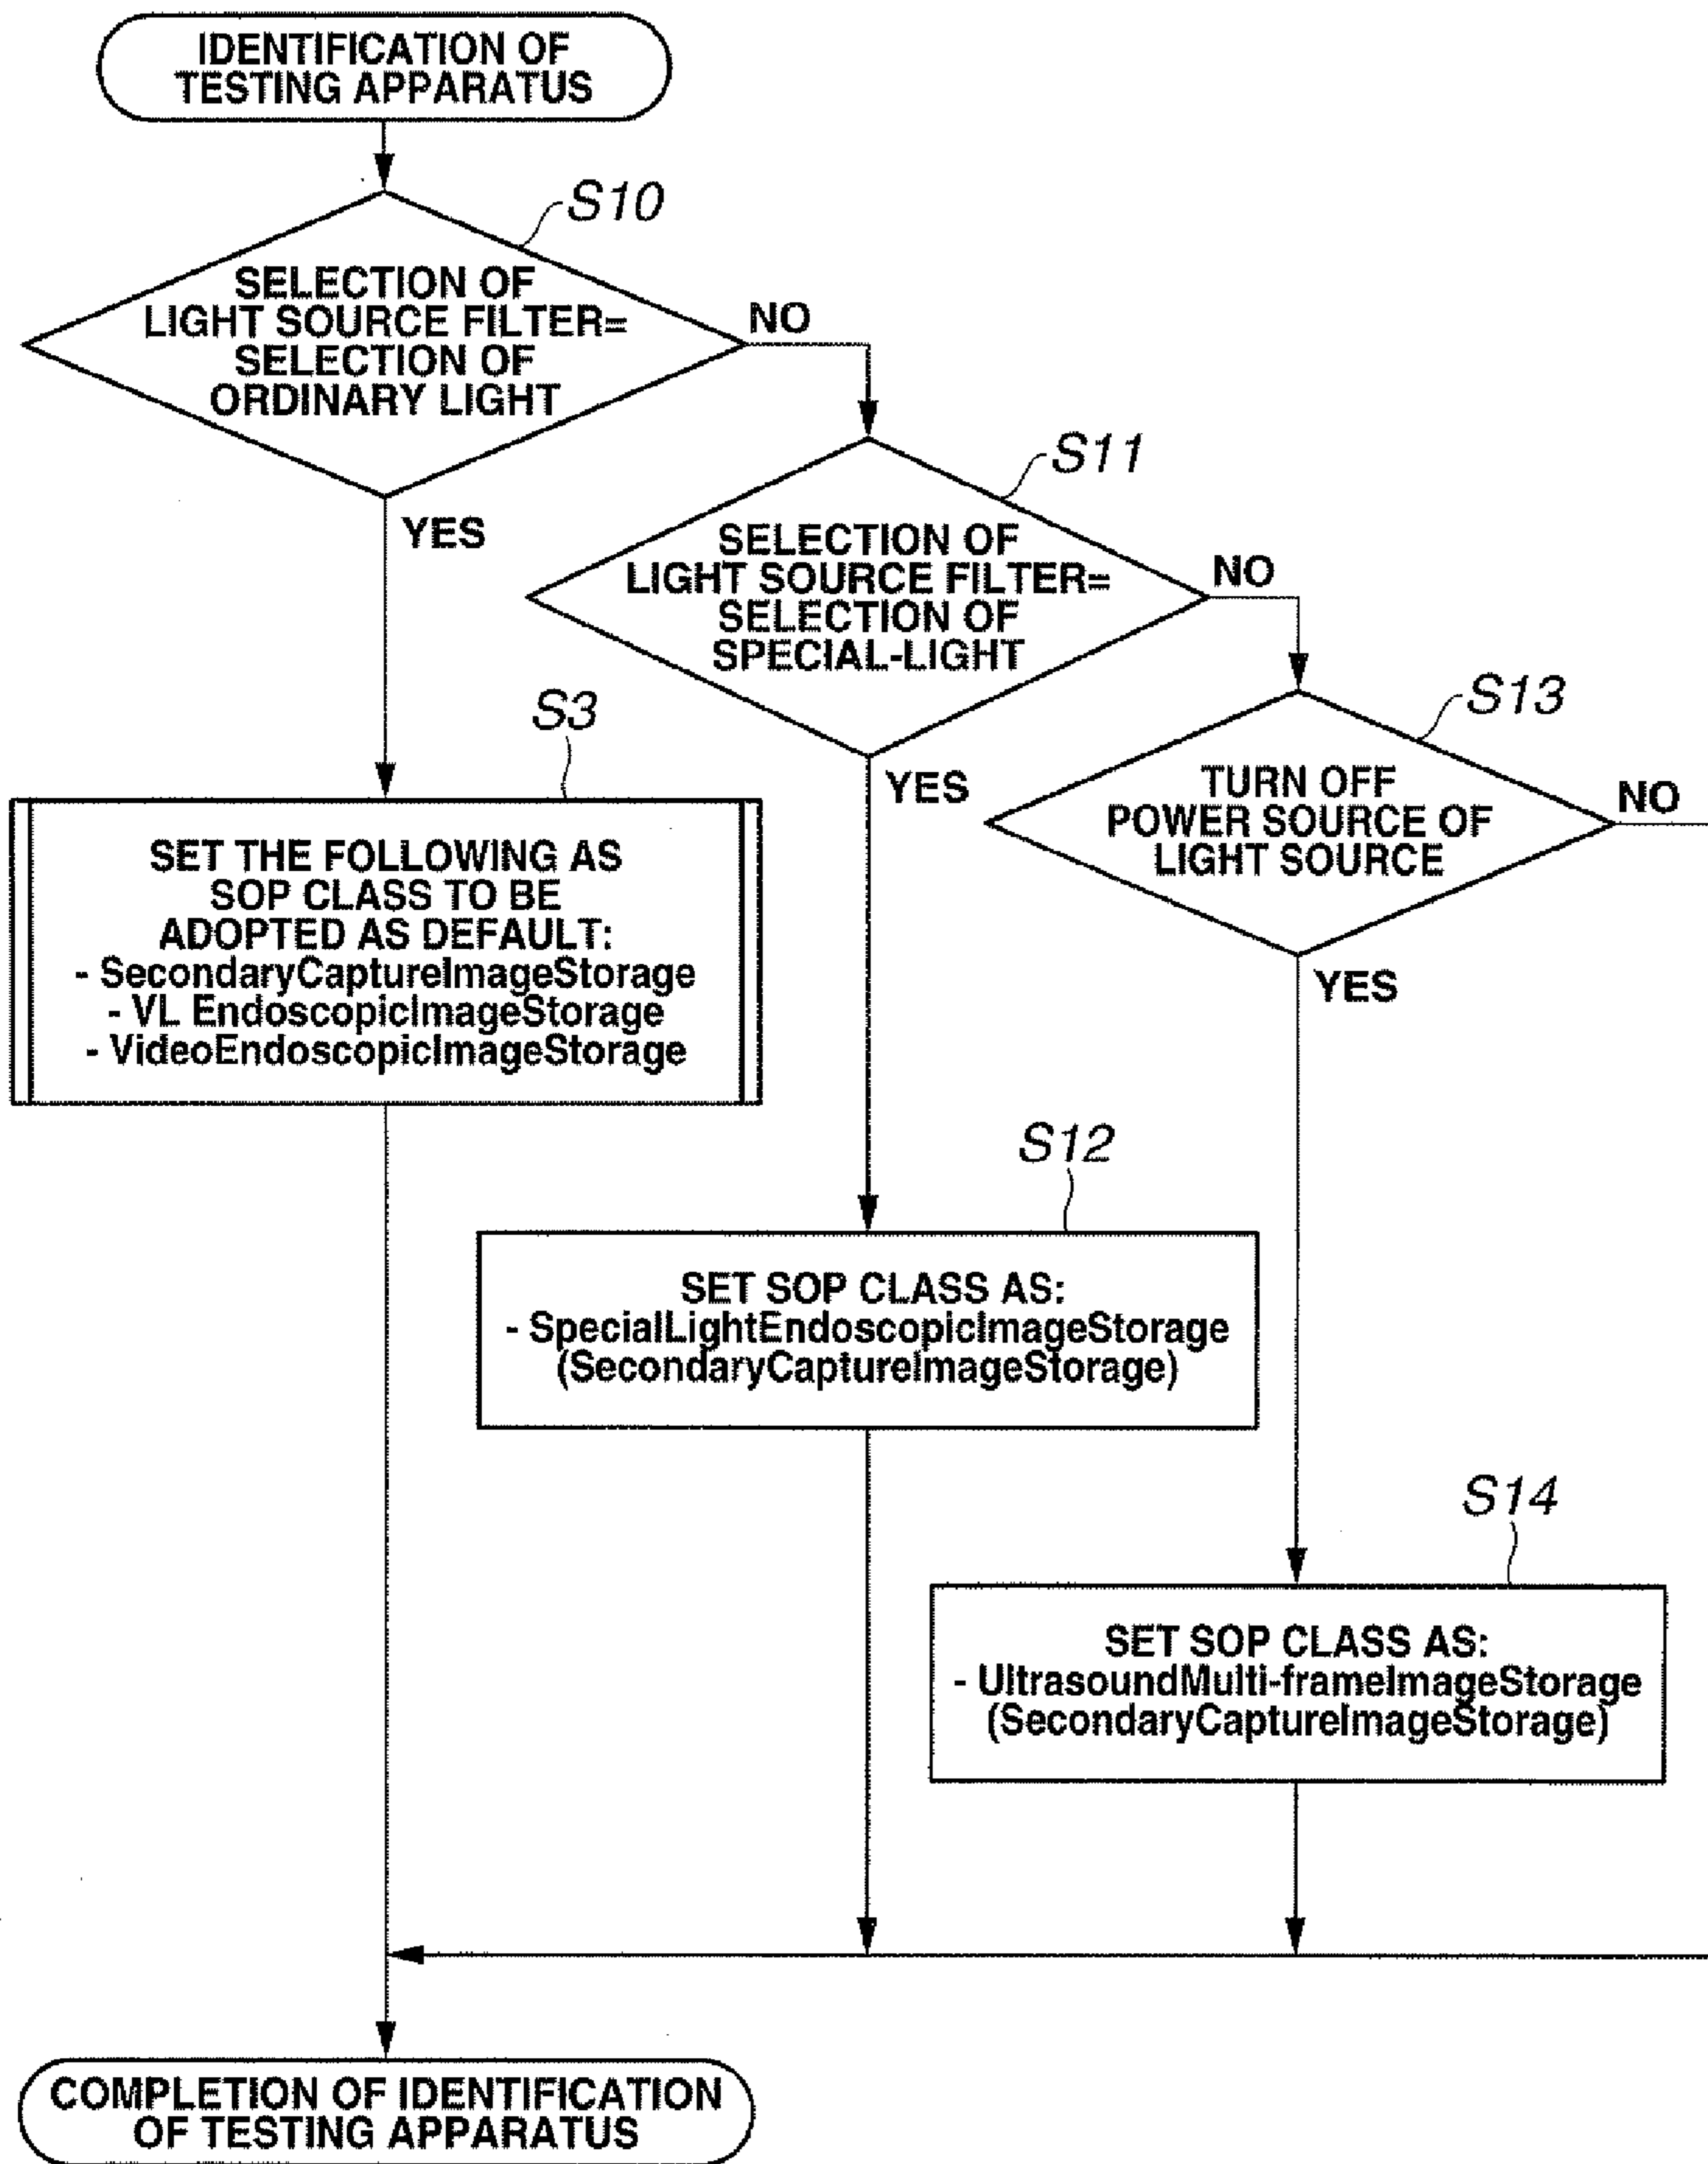 IDENTIFICATION OF
TESTING APPARATUS
S10
SELECTION OF
LIGHT SOURCE FILTER=
SELECTION OF
ORDINARY LIGHT
NO
YES
S11
SELECTION OF
LIGHT SOURCE FILTER=
SELECTION OF
SPECIAL-LIGHT
NO
YES
S13
TURN OFF
POWER SOURCE OF
LIGHT SOURCE
NO
YES
S3
SET THE FOLLOWING AS
SOP CLASS TO BE
ADOPTED AS DEFAULT:
- SecondaryCaptureImageStorage
- VL EndoscopicImageStorage
- VideoEndoscopicImageStorage
S12
SET SOP CLASS AS:
- SpecialLightEndoscopicImageStorage
(SecondaryCaptureImageStorage)
S14
SET SOP CLASS AS:
- UltrasoundMulti-frameImageStorage
(SecondaryCaptureImageStorage)
COMPLETION OF IDENTIFICATION
OF TESTING APPARATUS